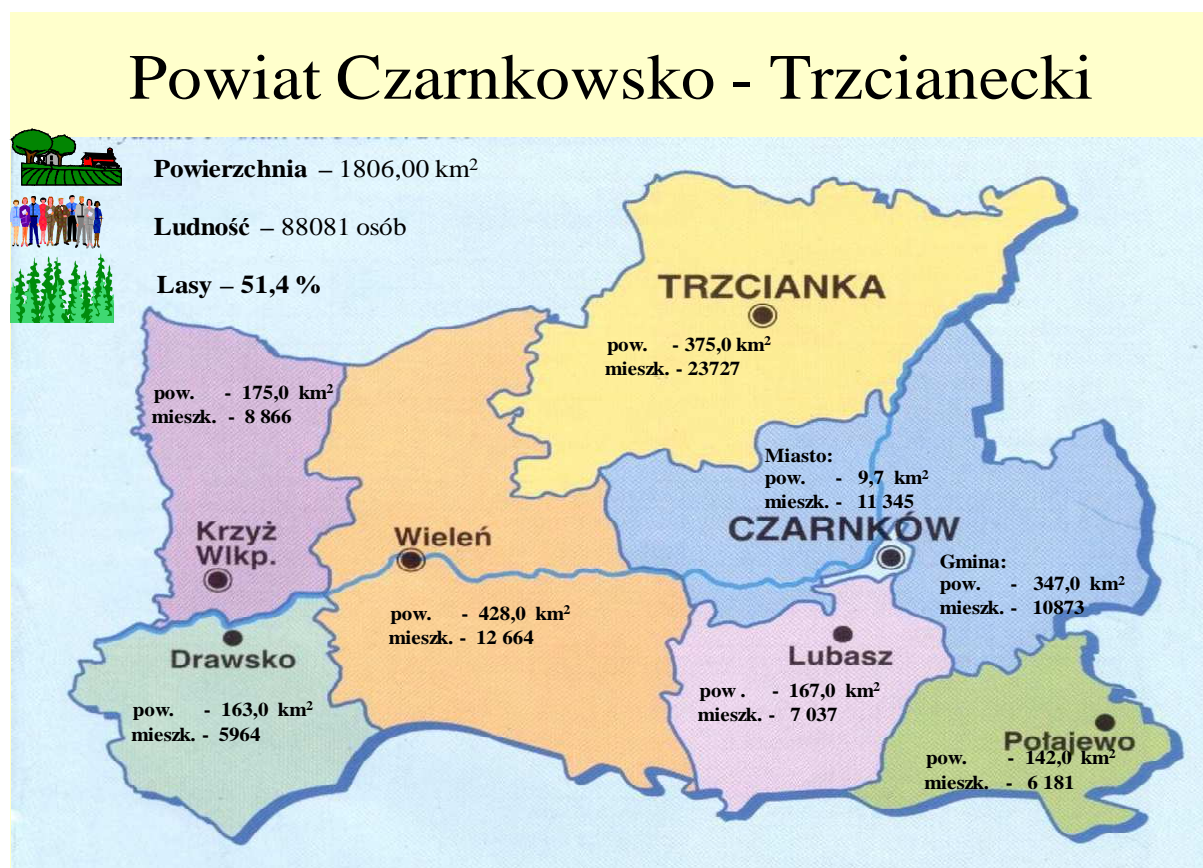 Powiat Czarnkowsko - Trzcianecki
Powierzchnia – 1806,00 km²
Ludność – 88081 osób
Lasy – 51,4 %
TRZCIANKA
pow. - 375,0 km²
mieszk. - 23727
pow. - 175,0 km²
mieszk. - 8 866
Krzyż
Wlkp.
Wieleń
pow. - 428,0 km²
mieszk. - 12 664
Miasto:
pow. - 9,7 km²
mieszk. - 11 345
CZARNKÓW
Gmina:
pow. - 347,0 km²
mieszk. - 10873
Drawsko
pow. - 163,0 km²
mieszk. - 5964
Lubasz
pow . - 167,0 km²
mieszk. - 7 037
Połajewo
pow. - 142,0 km²
mieszk. - 6 181